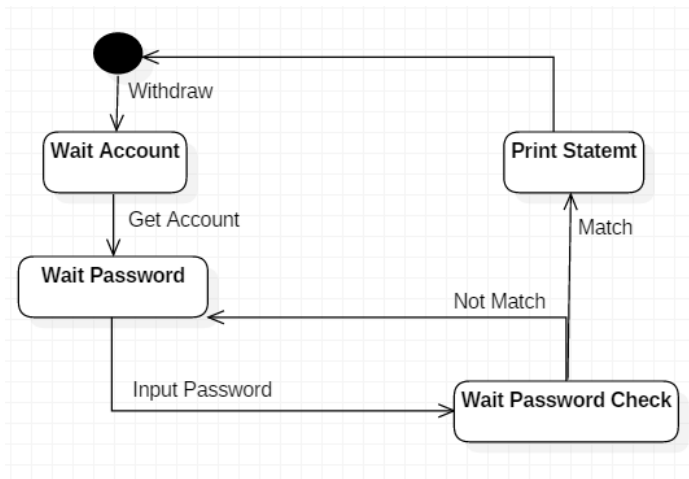 Withdraw
Wait Account
Print Statemt
Get Account
Match
Wait Password
Not Match
Input Password
Wait Password Check